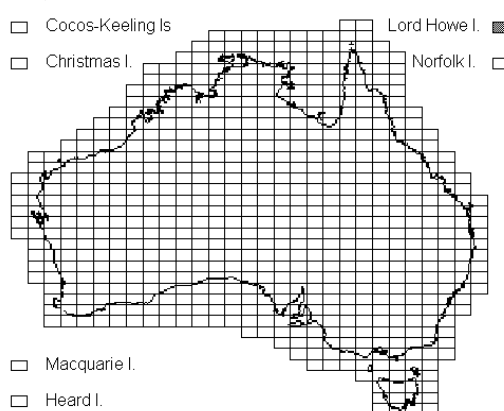 Cocos-Keeling Is
Lord Howe I.
Christmas I.
Norfolk I.
Macquarie I.
Heard I.